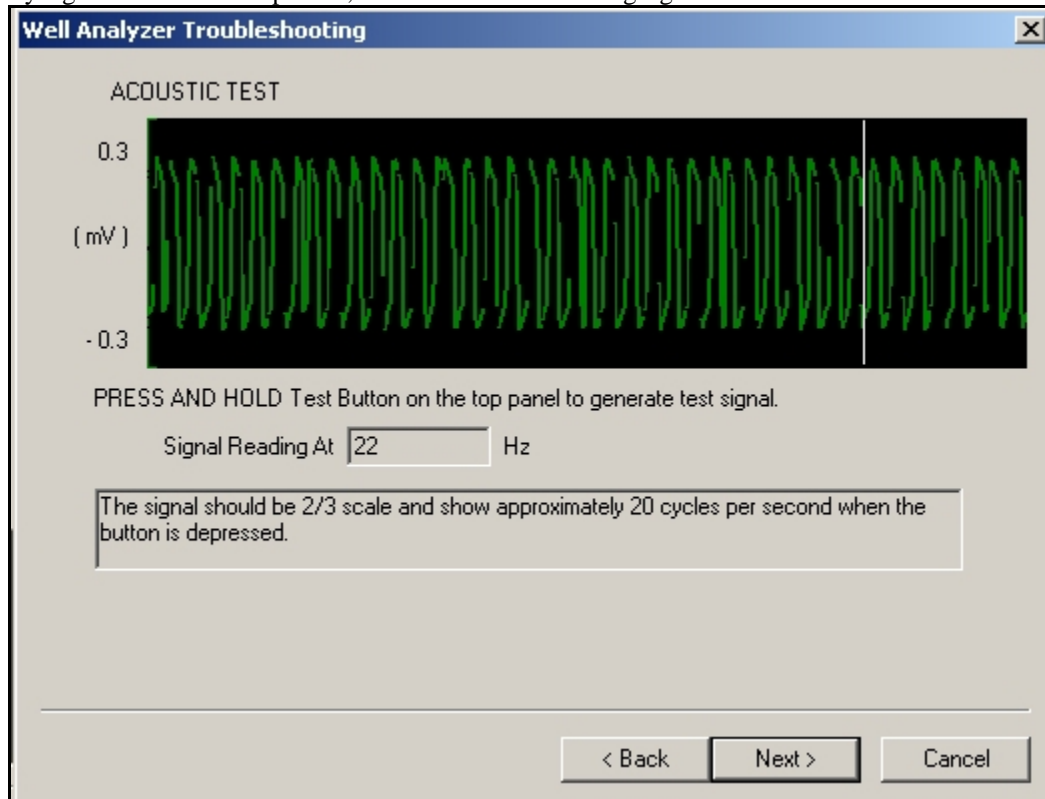 Well Analyzer Troubleshooting
ACOUSTIC TEST
0.3
( mV )
- 0.3
PRESS AND HOLD Test Button on the top panel to generate test signal.
Signal Reading At 22 Hz
The signal should be 2/3 scale and show approximately 20 cycles per second when the
button is depressed.
< Back Next > Cancel